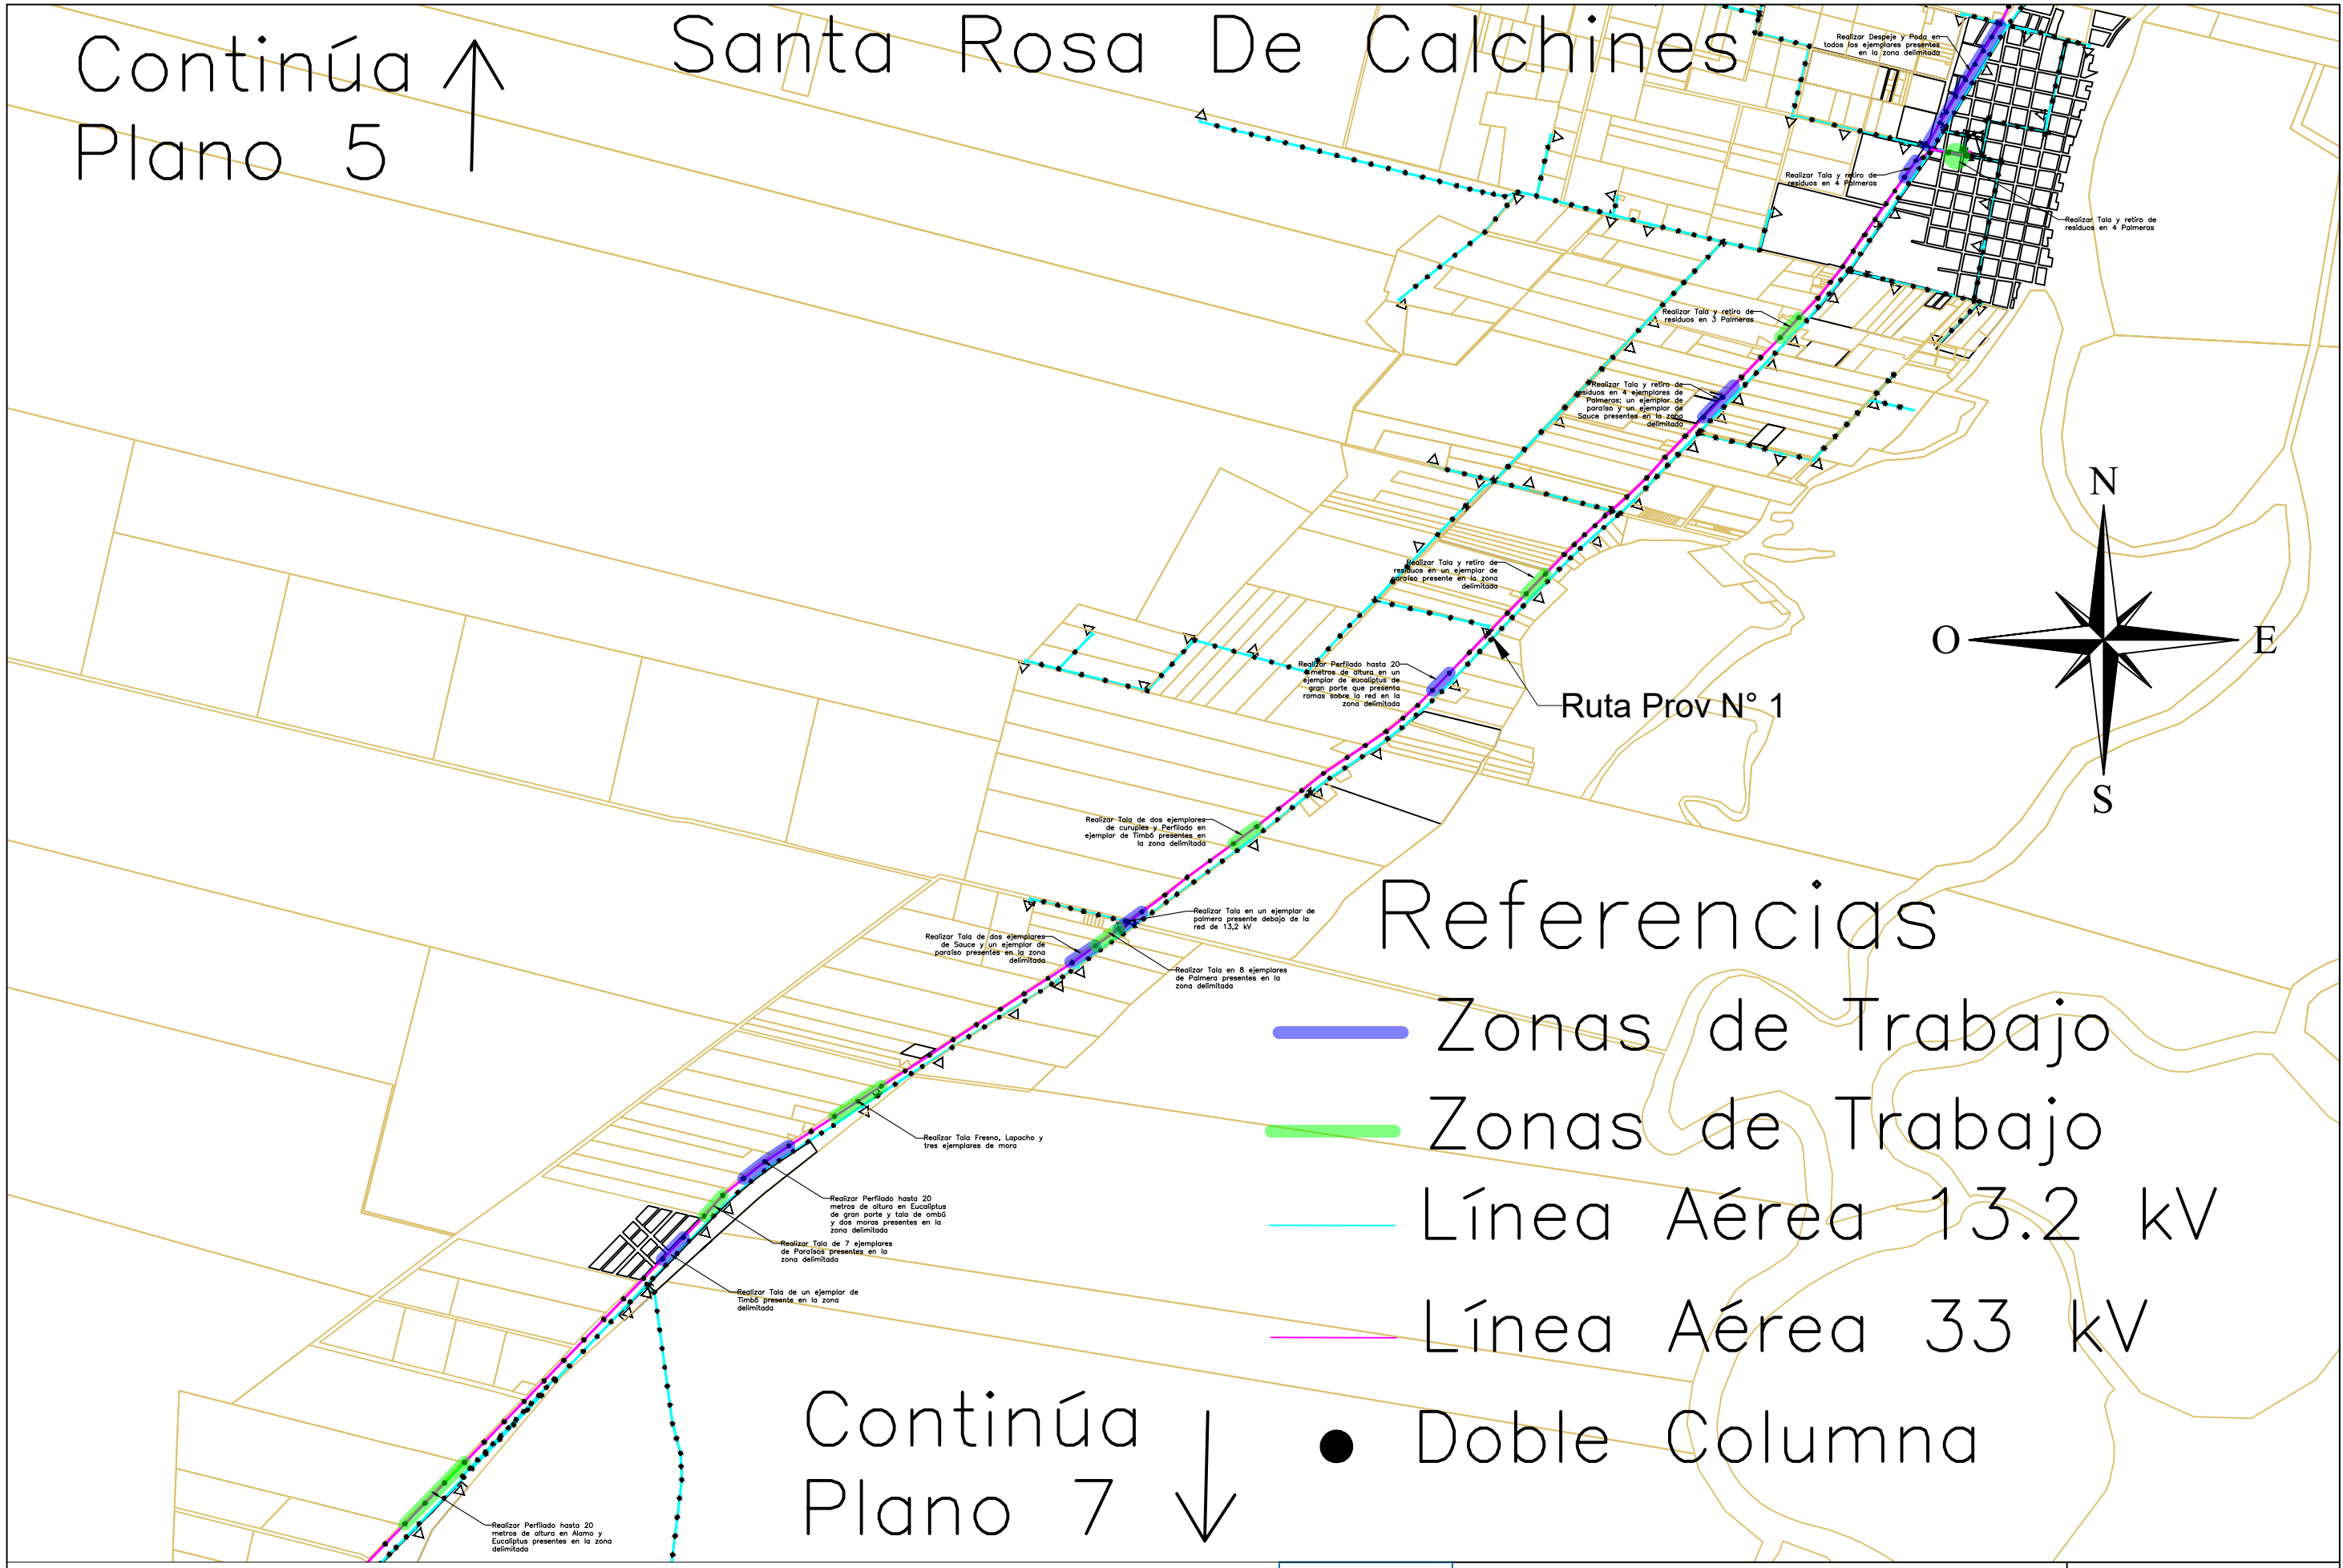 Continúa
Plano 5
Santa Rosa De Calchines
Realizar Despeje y Poda en
todos los ejemplares presentes
en la zona delimitada
Realizar Tala y retiro de
residuos en 4 Palmeras
Realizar Tala y retiro de
residuos en 4 Palmeras
Realizar Tala y retiro de
residuos en 3 Palmeras
Realizar Tala y retiro de
residuos en 4 ejemplares de
Palmeras; un ejemplar de
paraíso y un ejemplar de
Sauce presentes en la zona
delimitada
Realizar Tala y retiro de
residuos en un ejemplar de
paraíso presente en la zona
delimitada
N
O
E
S
Realizar Perfilado hasta 20
metros de altura en un
ejemplar de eucaliptus de
gran porte que presenta
ramas sobre la red en la
zona delimitada
Ruta Prov N° 1
Realizar Tala de dos ejemplares
de curupíes y Perfilado en
ejemplar de Timbó presentes en
la zona delimitada
Realizar Tala en un ejemplar de
palmera presente debajo de la
red de 13,2 kV
Realizar Tala de dos ejemplares
de Sauce y un ejemplar de
paraíso presentes en la zona
delimitada
Realizar Tala en 8 ejemplares
de Palmera presentes en la
zona delimitada
Realizar Tala Fresno, Lapacho y
tres ejemplares de mora
Realizar Perfilado hasta 20
metros de altura en Eucaliptus
de gran porte y tala de ombú
y dos moras presentes en la
zona delimitada
Realizar Tala de 7 ejemplares
de Paraísos presentes en la
zona delimitada
Realizar Tala de un ejemplar de
Timbó presente en la zona
delimitada
Realizar Perfilado hasta 20
metros de altura en Alamo y
Eucaliptus presentes en la zona
delimitada
Referencias
Zonas de Trabajo
Zonas de Trabajo
Línea Aérea 13.2 kV
Línea Aérea 33 kV
Doble Columna
Continúa
Plano 7